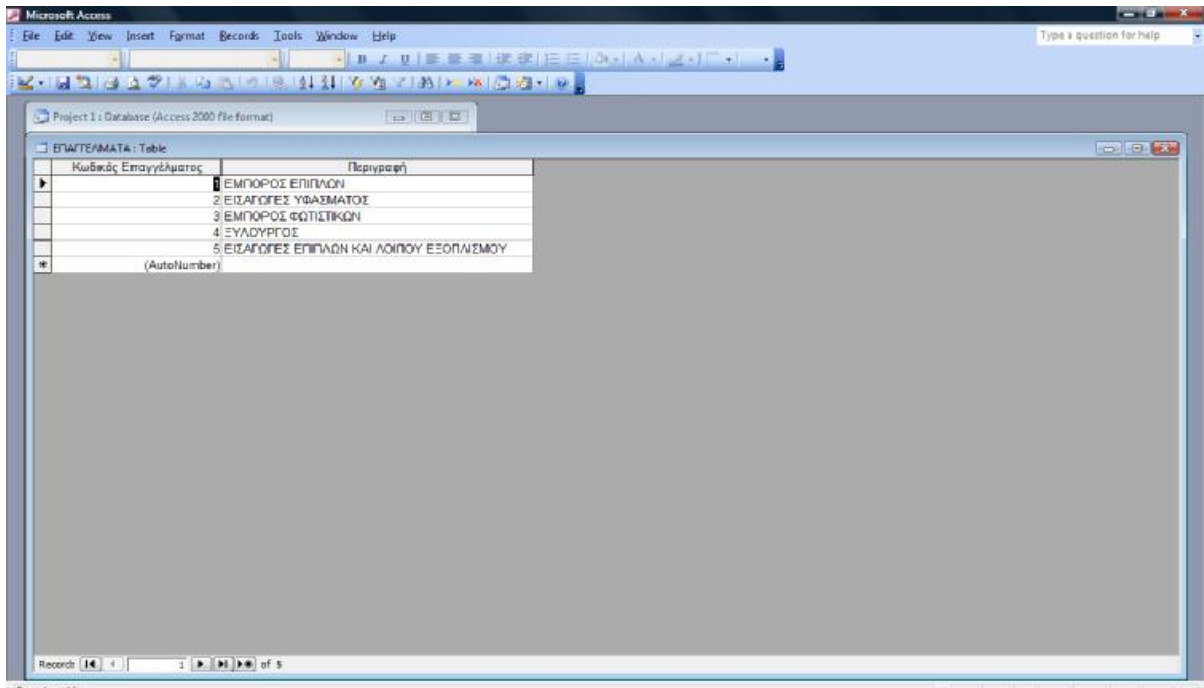 Microsoft Access
File Edit View Insert Format Records Tools Window Help Type a question for help
B I U
Project 1 : Database (Access 2000 file format)
ΕΠΑΓΓΕΛΜΑΤΑ : Table
Κωδικός Επαγγέλματος Περιγραφή
1 ΕΜΠΟΡΟΣ ΕΠΙΠΛΩΝ
2 ΕΙΣΑΓΩΓΕΣ ΥΦΑΣΜΑΤΟΣ
3 ΕΜΠΟΡΟΣ ΦΩΤΙΣΤΙΚΩΝ
4 ΞΥΛΟΥΡΓΟΣ
5 ΕΙΣΑΓΩΓΕΣ ΕΠΙΠΛΩΝ ΚΑΙ ΛΟΙΠΟΥ ΕΞΟΠΛΙΣΜΟΥ
(AutoNumber)
Record: 1 of 5